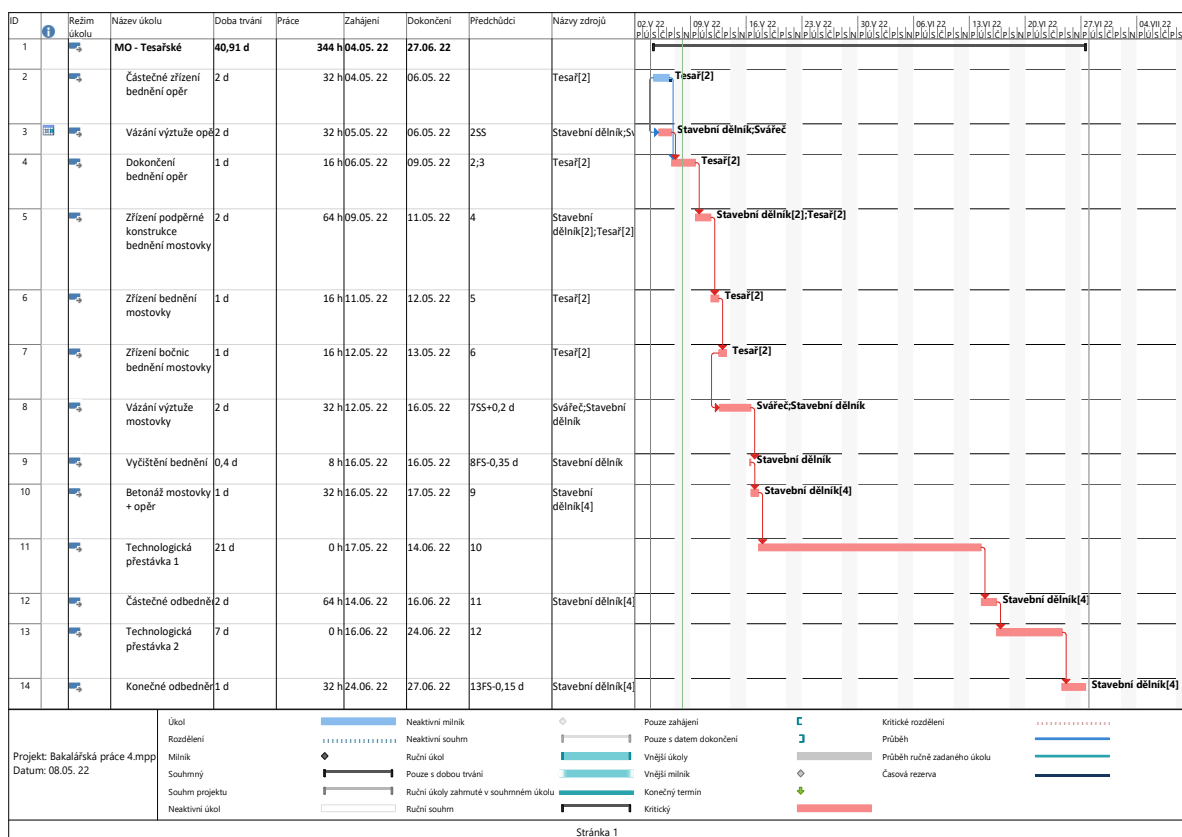 ID Režim úkolu Název úkolu Doba trvání Práce Zahájení Dokončení Předchůdci Názvy zdrojů
02.V 22 09.V 22 16.V 22 23.V 22 30.V 22 06.VI 22 13.VI 22 20.VI 22 27.VI 22 04.VII 22
P Ú S Č P S N P Ú S Č P S N P Ú S Č P S N P Ú S Č P S N P Ú S Č P S N P Ú S Č P S N P Ú S Č P S N P Ú S Č P S N P Ú S Č P S N P Ú S Č P S
1 MO - Tesařské 40,91 d 344 h 04.05. 22 27.06. 22
2 Částečné zřízení bednění opěr 2 d 32 h 04.05. 22 06.05. 22 Tesař[2] Tesař[2]
3 Vázání výztuže opě 2 d 32 h 05.05. 22 06.05. 22 2SS Stavební dělník;Sv Stavební dělník;Svářeč
4 Dokončení bednění opěr 1 d 16 h 06.05. 22 09.05. 22 2;3 Tesař[2] Tesař[2]
5 Zřízení podpěrné konstrukce bednění mostovky 2 d 64 h 09.05. 22 11.05. 22 4 Stavební dělník[2];Tesař[2] Stavební dělník[2];Tesař[2]
6 Zřízení bednění mostovky 1 d 16 h 11.05. 22 12.05. 22 5 Tesař[2] Tesař[2]
7 Zřízení bočnic bednění mostovky 1 d 16 h 12.05. 22 13.05. 22 6 Tesař[2] Tesař[2]
8 Vázání výztuže mostovky 2 d 32 h 12.05. 22 16.05. 22 7SS+0,2 d Svářeč;Stavební dělník Svářeč;Stavební dělník
9 Vyčištění bednění 0,4 d 8 h 16.05. 22 16.05. 22 8FS-0,35 d Stavební dělník Stavební dělník
10 Betonáž mostovky + opěr 1 d 32 h 16.05. 22 17.05. 22 9 Stavební dělník[4] Stavební dělník[4]
11 Technologická přestávka 1 21 d 0 h 17.05. 22 14.06. 22 10
12 Částečné odbedně 2 d 64 h 14.06. 22 16.06. 22 11 Stavební dělník[4] Stavební dělník[4]
13 Technologická přestávka 2 7 d 0 h 16.06. 22 24.06. 22 12
14 Konečné odbedněn 1 d 32 h 24.06. 22 27.06. 22 13FS-0,15 d Stavební dělník[4] Stavební dělník[4]
Projekt: Bakalářská práce 4.mpp
Datum: 08.05. 22
Úkol Neaktivní milník Pouze zahájení Kritické rozdělení
Rozdělení Neaktivní souhrn Pouze s datem dokončení Průběh
Milník Ruční úkol Vnější úkoly Průběh ručně zadaného úkolu
Souhrnný Pouze s dobou trvání Vnější milník Časová rezerva
Souhrn projektu Ruční úkoly zahrnuté v souhrnném úkolu Konečný termín
Neaktivní úkol Ruční souhrn Kritický
Stránka 1